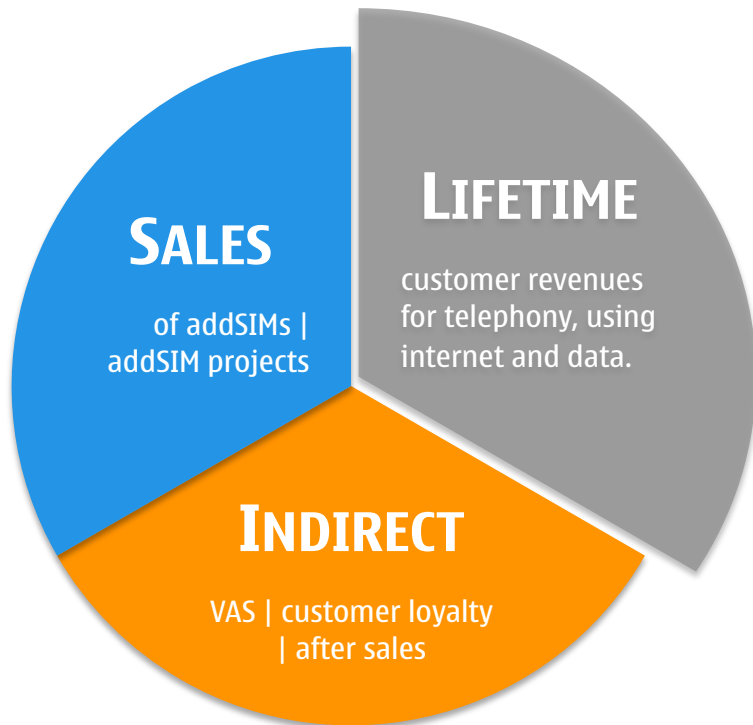 SALES
of addSIMs |
addSIM projects
LIFETIME
customer revenues
for telephony, using
internet and data.
INDIRECT
VAS | customer loyalty
| after sales